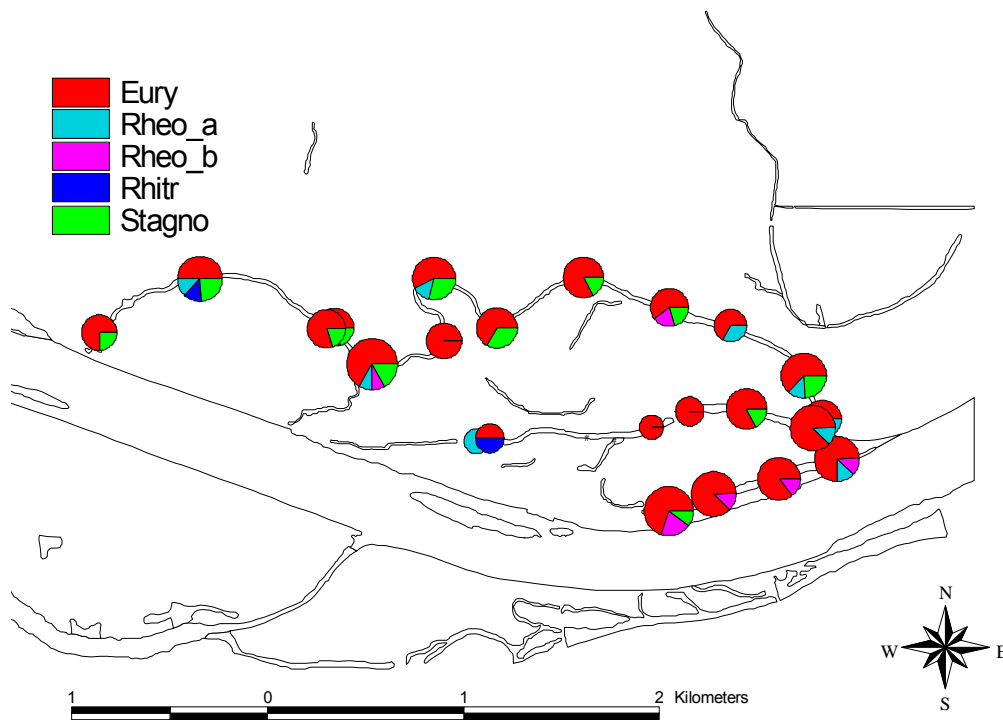 Eury
Rheo_a
Rheo_b
Rhitr
Stagno
N
W E
S
1 0 1 2 Kilometers